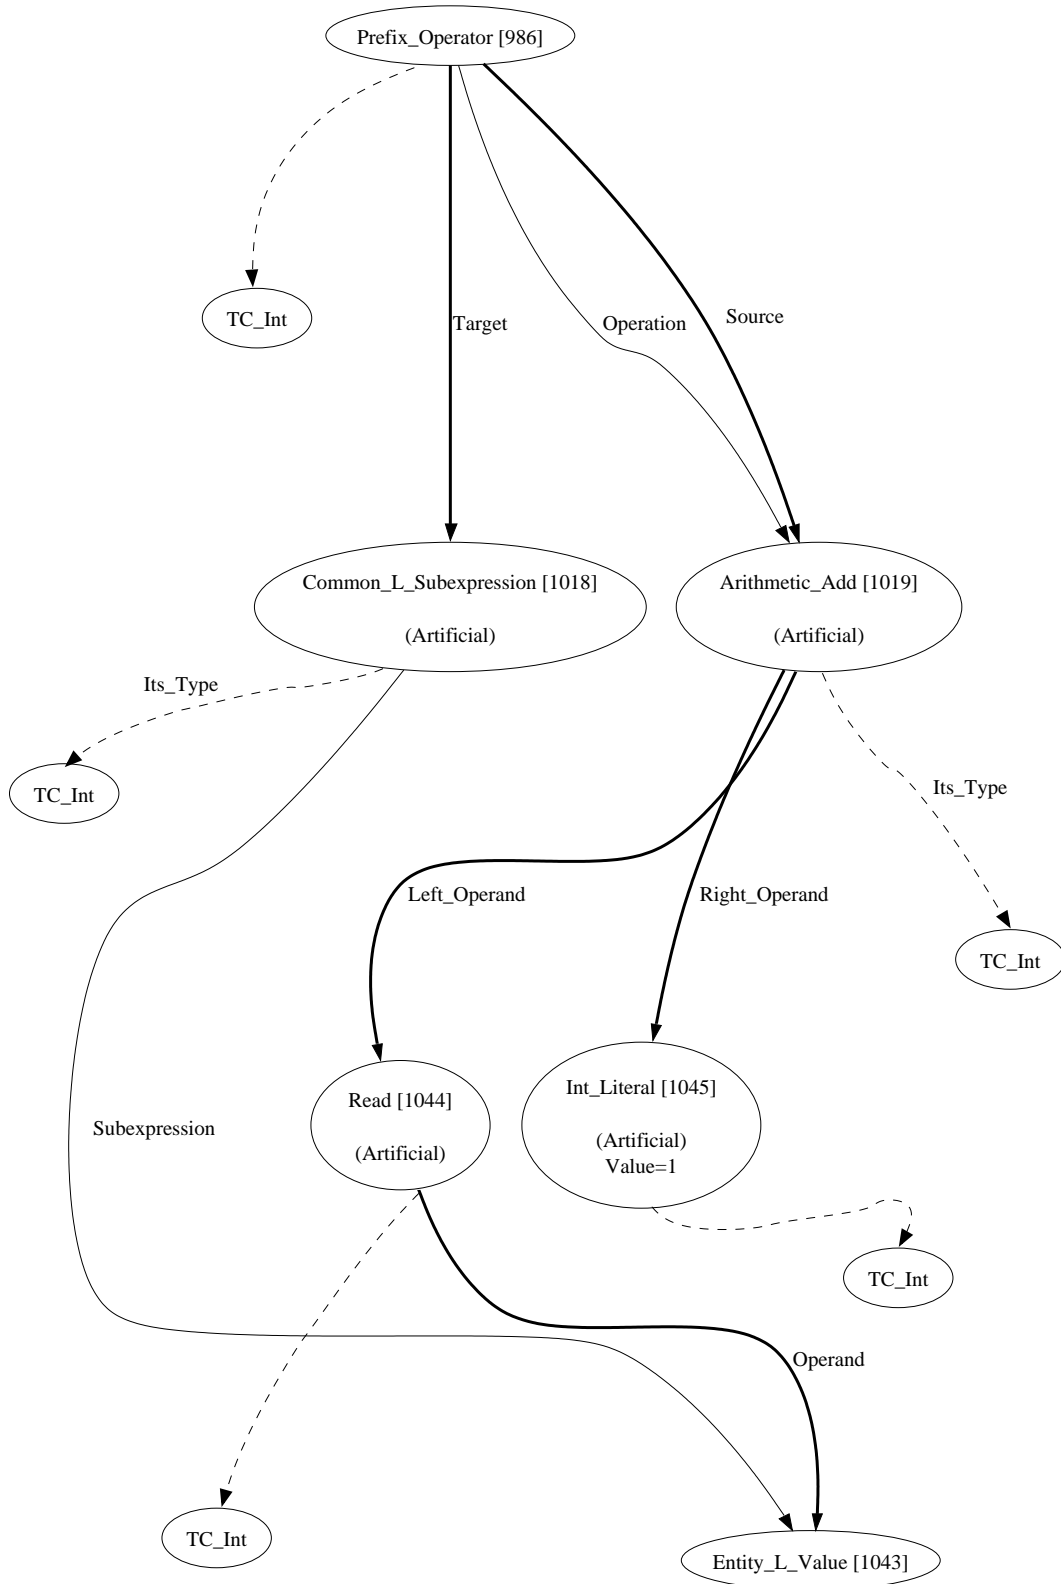 Prefix_Operator [986]
TC_Int
Target
Operation
Source
Common_L_Subexpression [1018]
(Artificial)
Arithmetic_Add [1019]
(Artificial)
Its_Type
TC_Int
Its_Type
Left_Operand
Right_Operand
TC_Int
Read [1044]
(Artificial)
Int_Literal [1045]
(Artificial)
Value=1
Subexpression
TC_Int
Operand
TC_Int
Entity_L_Value [1043]